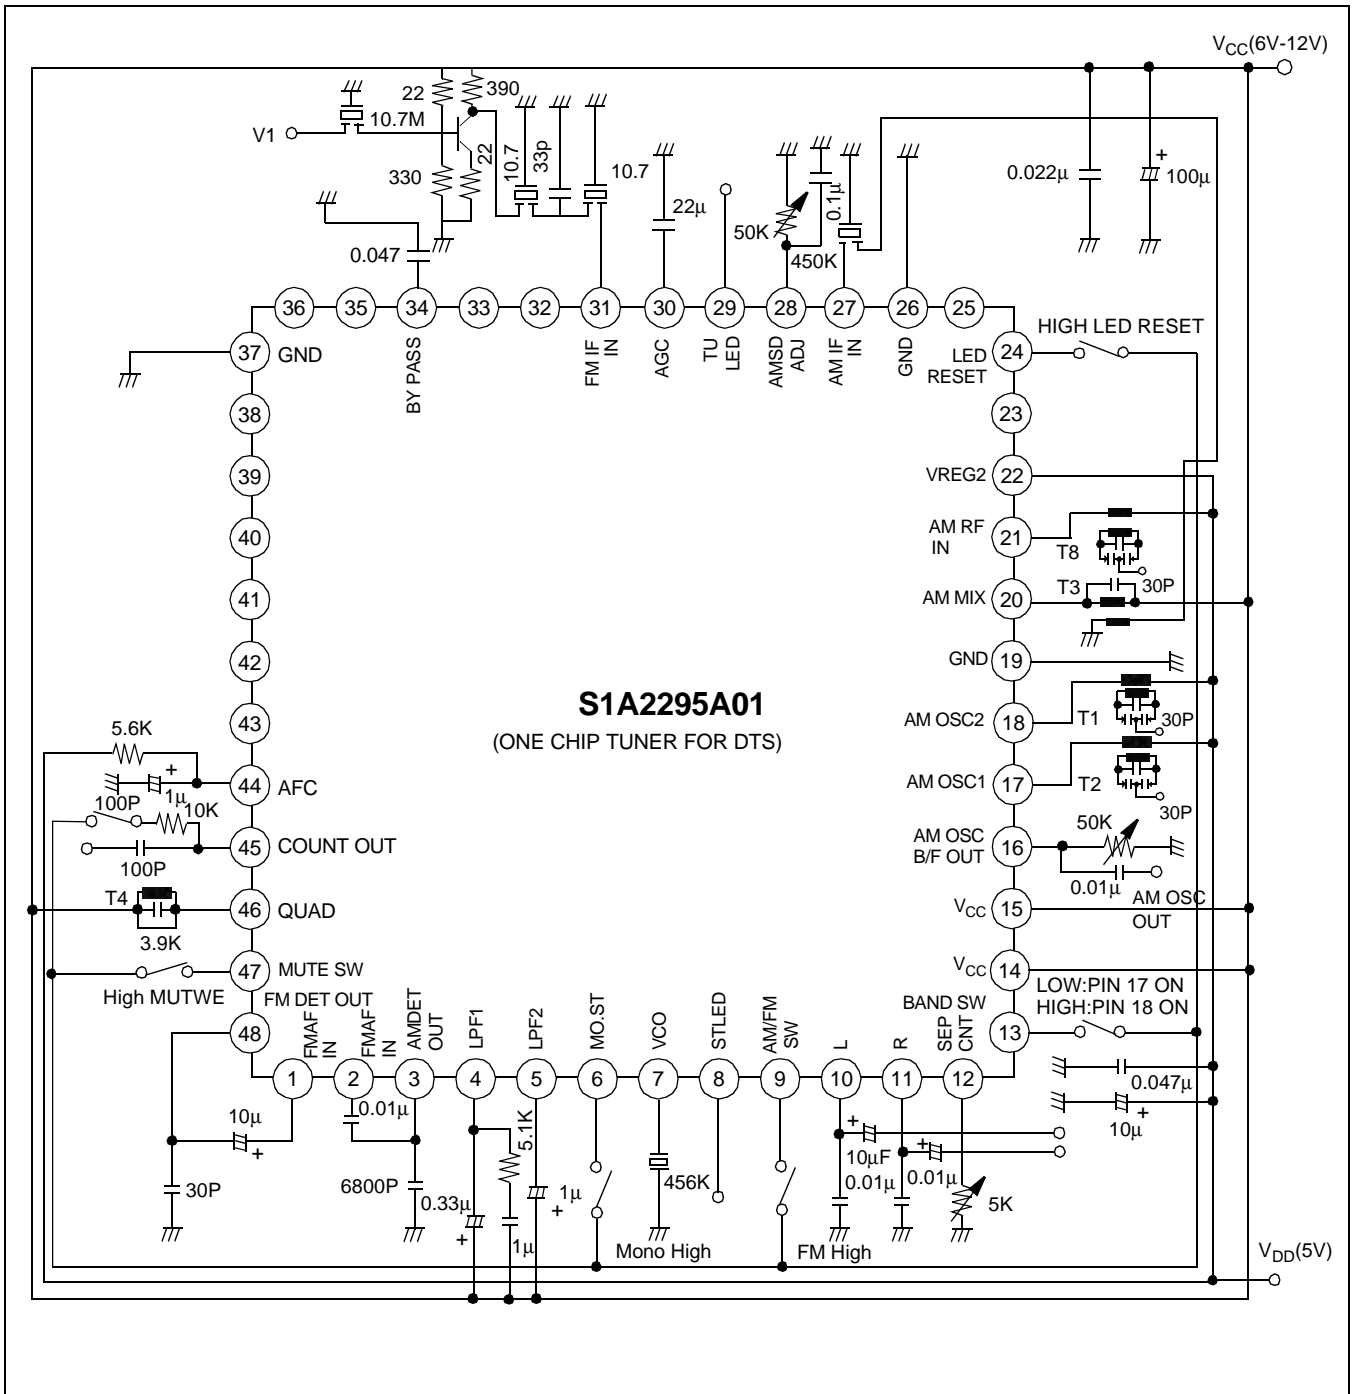 V_CC(6V-12V)
22
390
V1
10.7M
22
10.7
33p
10.7
330
0.047
22μ
50K
450K
0.1μ
0.022μ
+
100μ
36
35
34
33
32
31
30
29
28
27
26
25
BY PASS
FM IF
IN
AGC
TU
LED
AMSD
ADJ
AM IF
IN
GND
37
GND
LED
RESET
24
HIGH LED RESET
38
23
39
VREG2
22
40
AM RF
IN
21
T8
30P
41
AM MIX
20
T3
42
GND
19
43
S1A2295A01
(ONE CHIP TUNER FOR DTS)
AM OSC2
18
T1
30P
5.6K
44
AFC
+
1μ
AM OSC1
17
T2
30P
100P
10K
45
COUNT OUT
100P
AM OSC
B/F OUT
16
50K
0.01μ
AM OSC
OUT
T4
3.9K
46
QUAD
V_CC
15
47
MUTE SW
High MUTWE
V_CC
14
LOW:PIN 17 ON
HIGH:PIN 18 ON
48
FM DET OUT
BAND SW
13
FMAF
IN
FMAF
IN
AMDET
OUT
LPF1
LPF2
MO.ST
VCO
STLED
AM/FM
SW
L
R
SEP
CNT
1
2
3
4
5
6
7
8
9
10
11
12
0.047μ
10μ
+
10μ
+
0.01μ
5.1K
+
10μF
+
0.01μ
0.01μ
30P
6800P
0.33μ
+
1μ
1μ
+
456K
5K
Mono High
FM High
V_DD(5V)